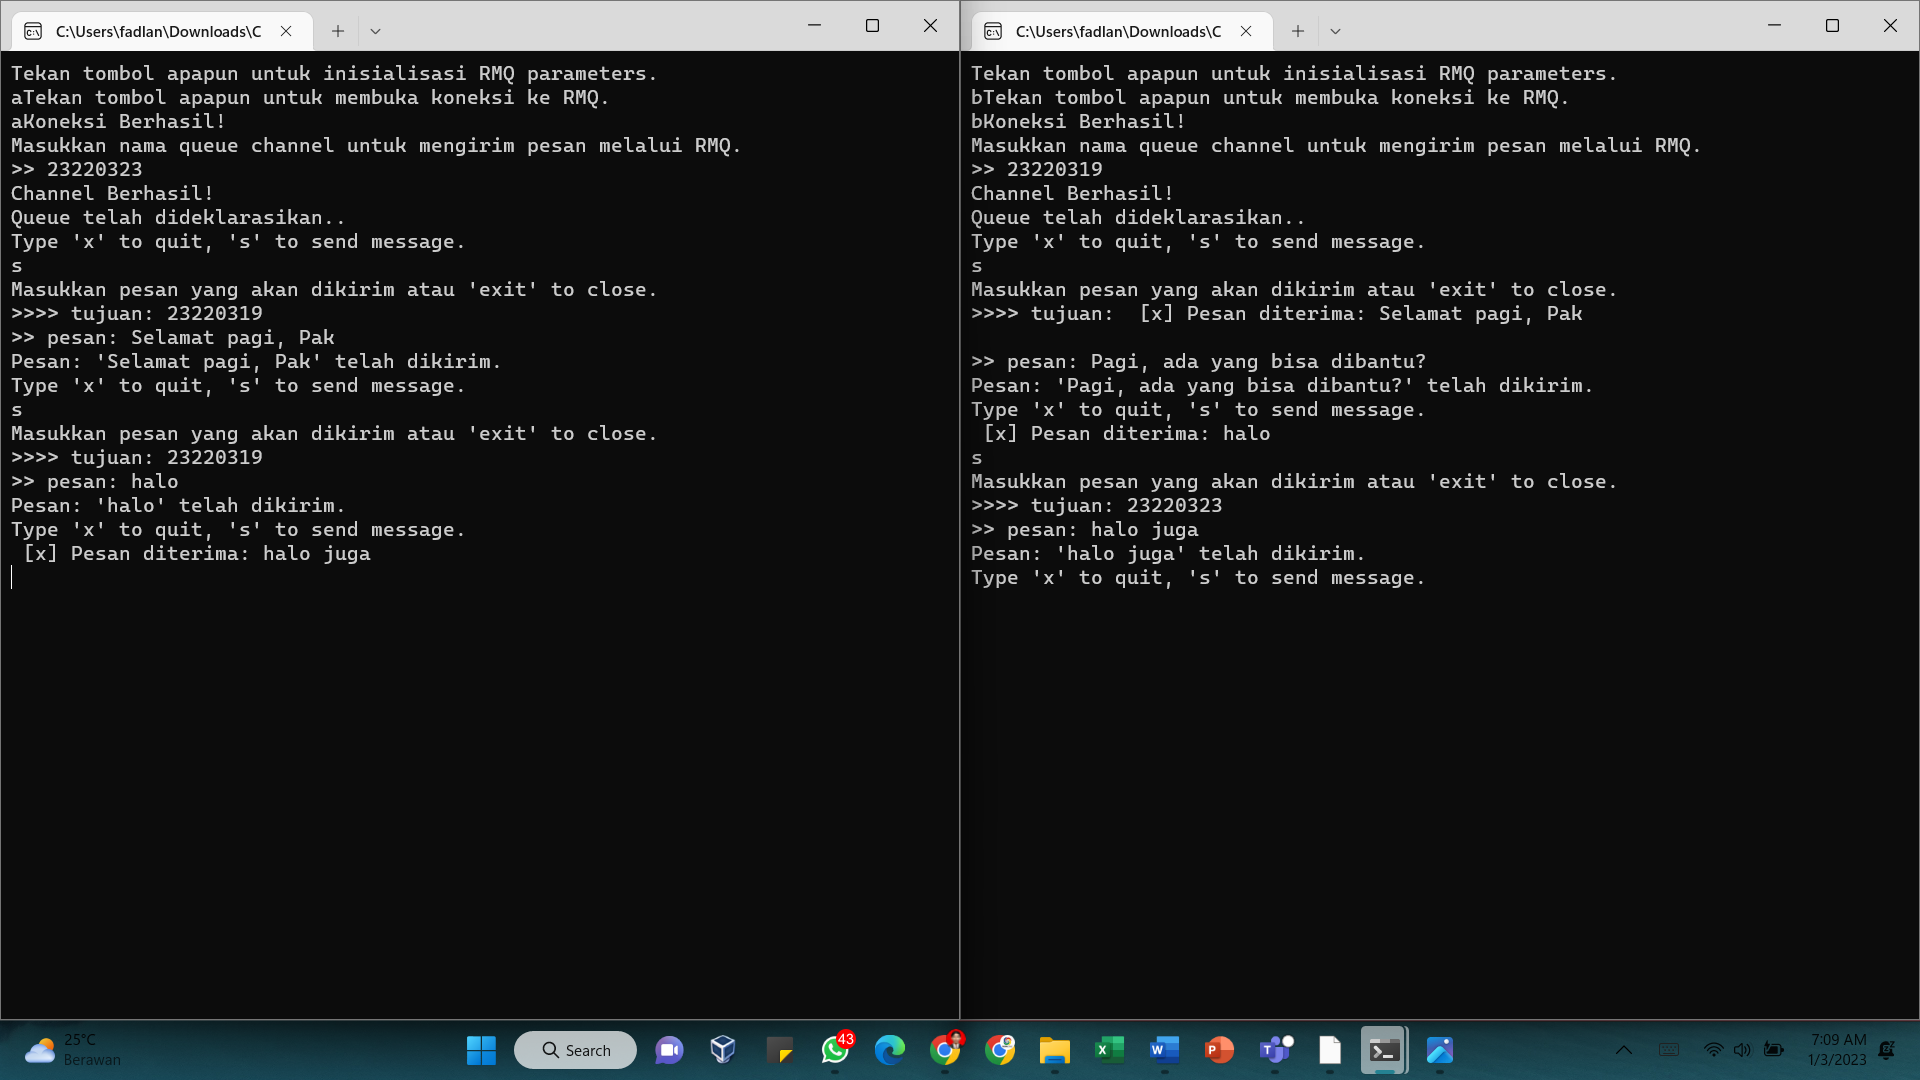 C:\Users\fadlan\Downloads\C
Tekan tombol apapun untuk inisialisasi RMQ parameters.
aTekan tombol apapun untuk membuka koneksi ke RMQ.
aKoneksi Berhasil!
Masukkan nama queue channel untuk mengirim pesan melalui RMQ.
>> 23220323
Channel Berhasil!
Queue telah dideklarasikan..
Type 'x' to quit, 's' to send message.
s
Masukkan pesan yang akan dikirim atau 'exit' to close.
>>>> tujuan: 23220319
>> pesan: Selamat pagi, Pak
Pesan: 'Selamat pagi, Pak' telah dikirim.
Type 'x' to quit, 's' to send message.
s
Masukkan pesan yang akan dikirim atau 'exit' to close.
>>>> tujuan: 23220319
>> pesan: halo
Pesan: 'halo' telah dikirim.
Type 'x' to quit, 's' to send message.
 [x] Pesan diterima: halo juga
C:\Users\fadlan\Downloads\C
Tekan tombol apapun untuk inisialisasi RMQ parameters.
bTekan tombol apapun untuk membuka koneksi ke RMQ.
bKoneksi Berhasil!
Masukkan nama queue channel untuk mengirim pesan melalui RMQ.
>> 23220319
Channel Berhasil!
Queue telah dideklarasikan..
Type 'x' to quit, 's' to send message.
s
Masukkan pesan yang akan dikirim atau 'exit' to close.
>>>> tujuan:  [x] Pesan diterima: Selamat pagi, Pak
>> pesan: Pagi, ada yang bisa dibantu?
Pesan: 'Pagi, ada yang bisa dibantu?' telah dikirim.
Type 'x' to quit, 's' to send message.
 [x] Pesan diterima: halo
s
Masukkan pesan yang akan dikirim atau 'exit' to close.
>>>> tujuan: 23220323
>> pesan: halo juga
Pesan: 'halo juga' telah dikirim.
Type 'x' to quit, 's' to send message.
25°C
Berawan
Search
43
7:09 AM
1/3/2023